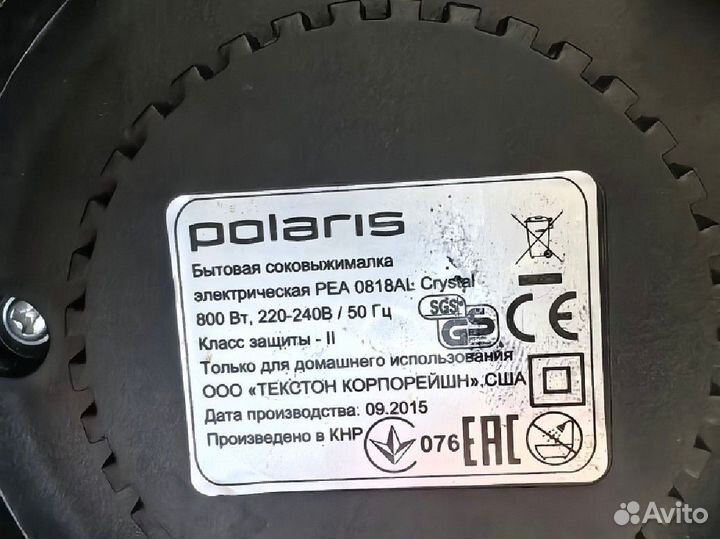 polaris
Бытовая соковыжималка
электрическая PEA 0818AL Crystal
800 Вт, 220-240В / 50 Гц
SGS
GS
CE
Класс защиты - II
Только для домашнего использования
ООО «ТЕКСТОН КОРПОРЕЙШН»,США
Дата производства: 09.2015
Произведено в КНР
076
EAC
Avito